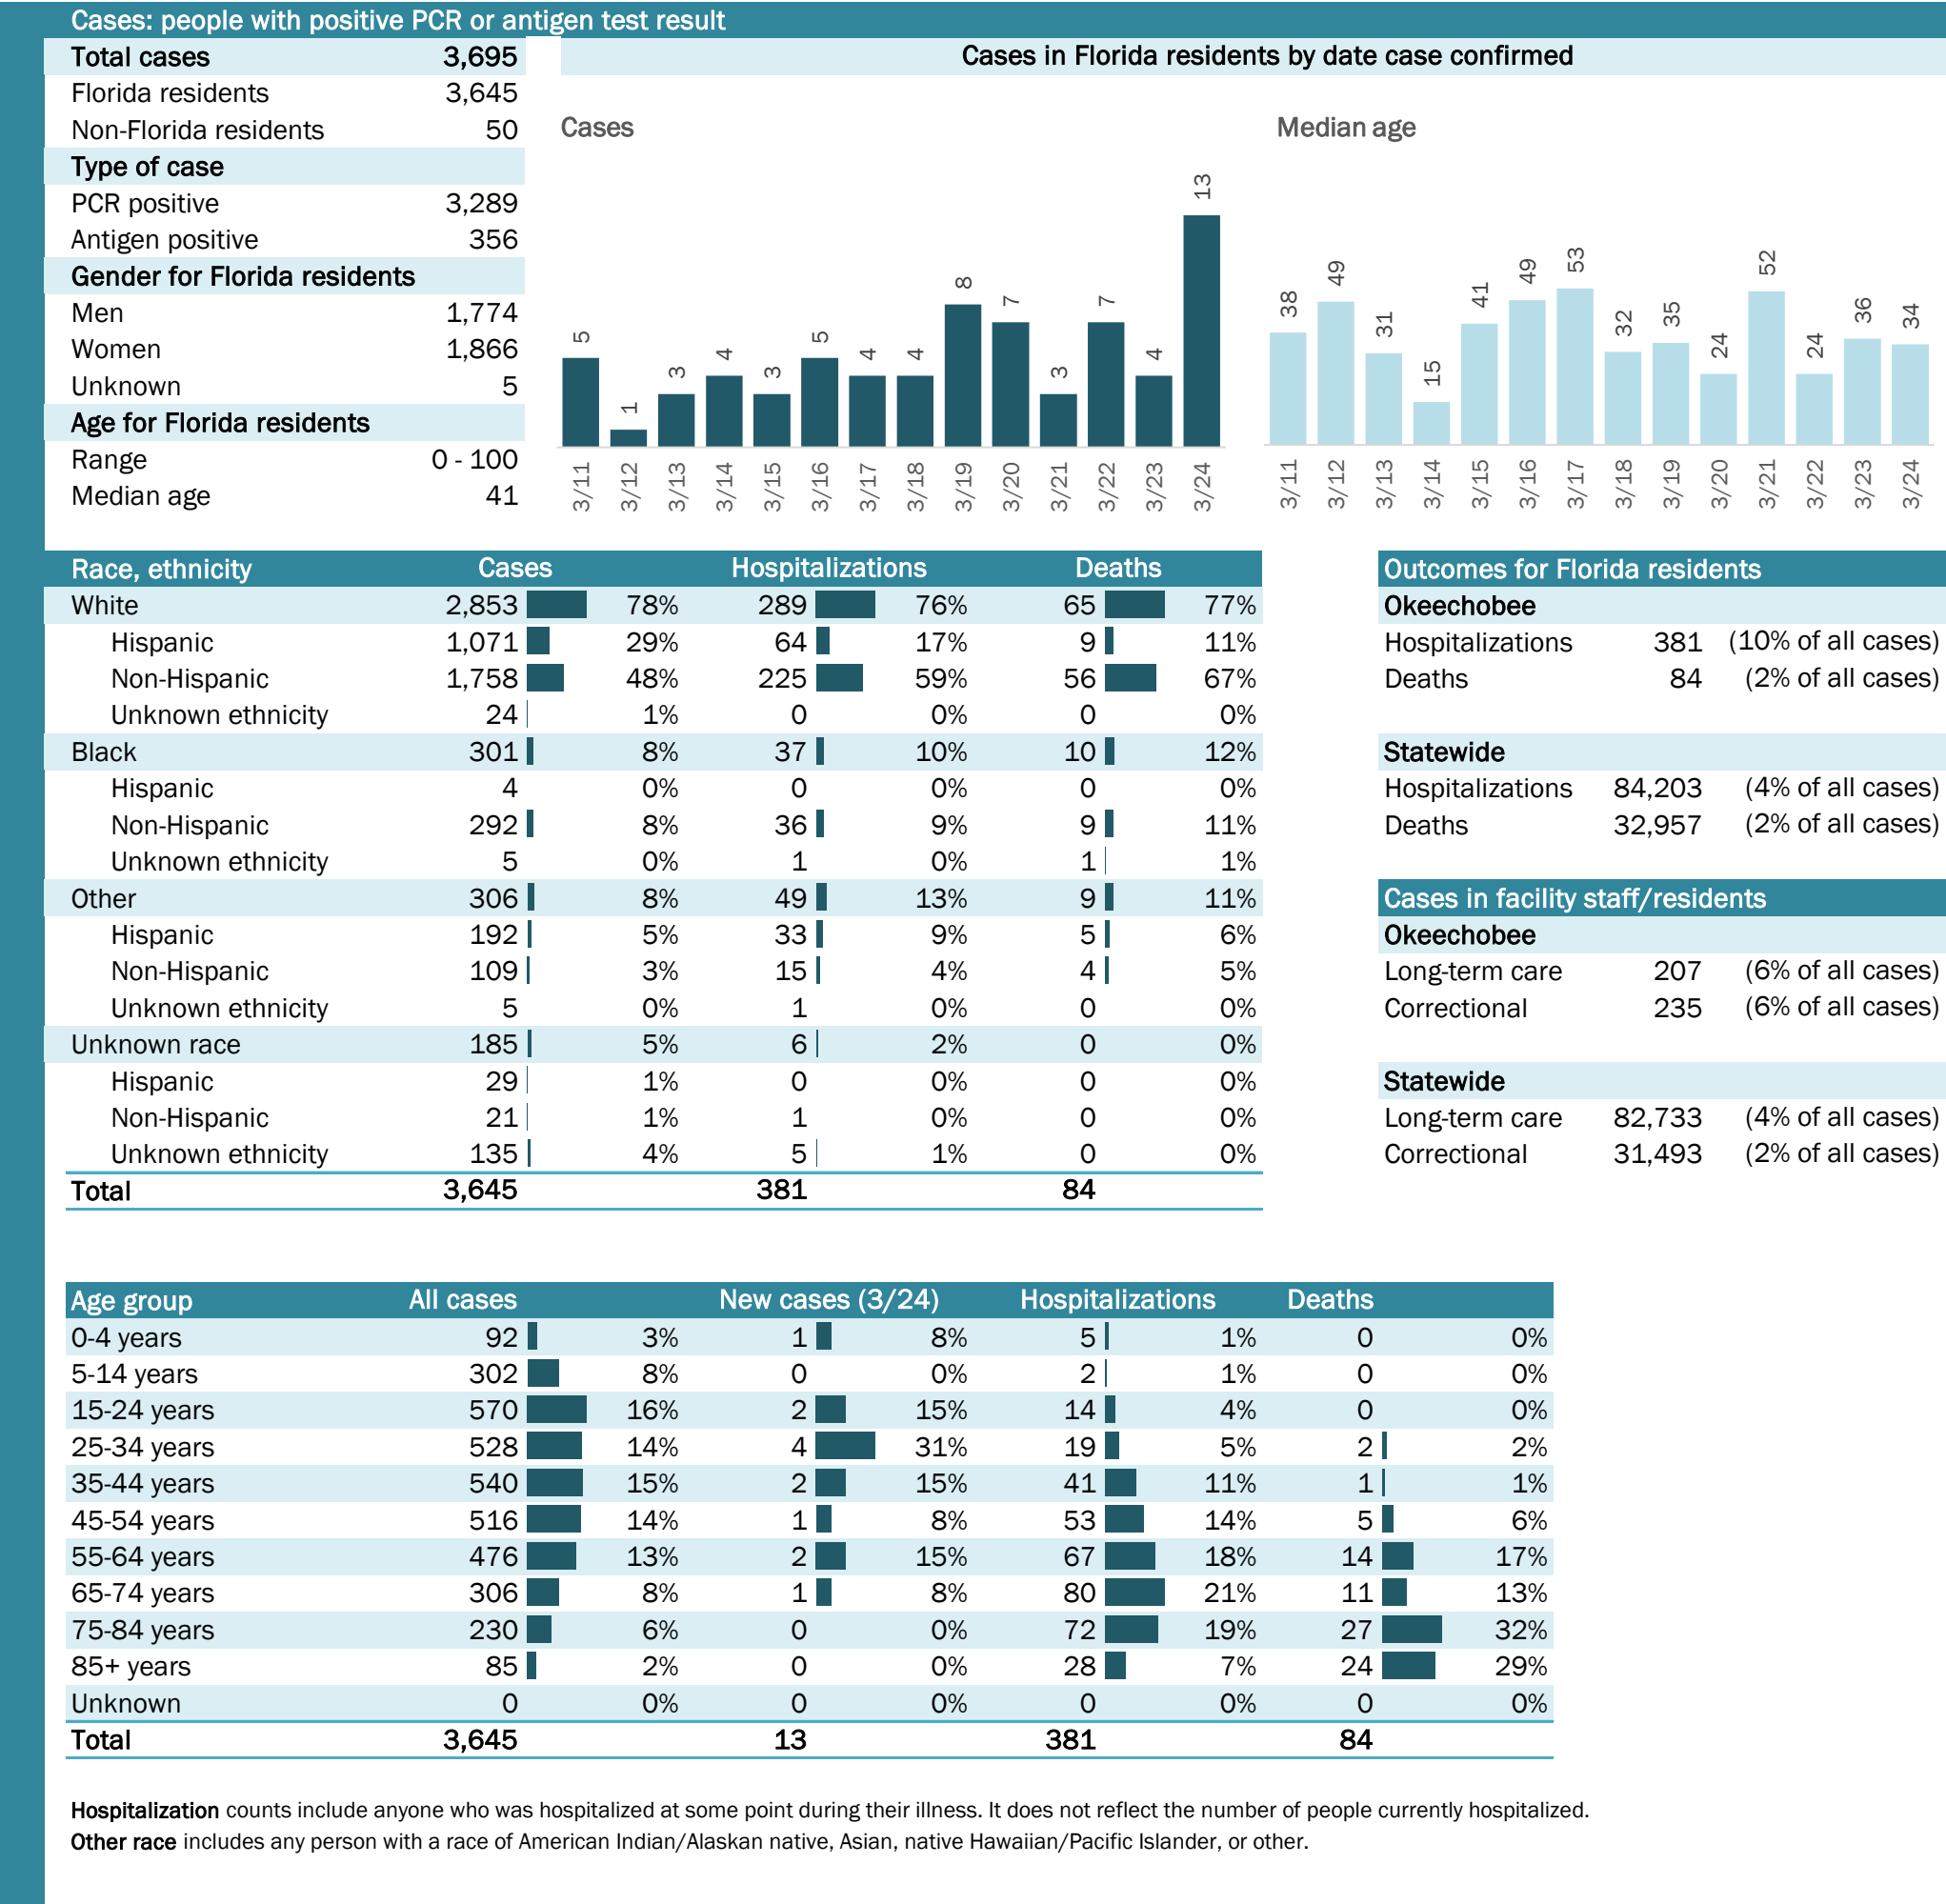 Cases: people with positive PCR or antigen test result
Total cases 3,695
Florida residents 3,645
Non-Florida residents 50
Type of case
PCR positive 3,289
Antigen positive 356
Gender for Florida residents
Men 1,774
Women 1,866
Unknown 5
Age for Florida residents
Range 0 - 100
Median age 41
Cases in Florida residents by date case confirmed
Cases
5 1 3 4 3 5 4 4 8 7 3 7 4 13
3/11 3/12 3/13 3/14 3/15 3/16 3/17 3/18 3/19 3/20 3/21 3/22 3/23 3/24
Median age
38 49 31 15 41 49 53 32 35 24 52 24 36 34
3/11 3/12 3/13 3/14 3/15 3/16 3/17 3/18 3/19 3/20 3/21 3/22 3/23 3/24
Race, ethnicity Cases Hospitalizations Deaths
White 2,853 78% 289 76% 65 77%
Hispanic 1,071 29% 64 17% 9 11%
Non-Hispanic 1,758 48% 225 59% 56 67%
Unknown ethnicity 24 1% 0 0% 0 0%
Black 301 8% 37 10% 10 12%
Hispanic 4 0% 0 0% 0 0%
Non-Hispanic 292 8% 36 9% 9 11%
Unknown ethnicity 5 0% 1 0% 1 1%
Other 306 8% 49 13% 9 11%
Hispanic 192 5% 33 9% 5 6%
Non-Hispanic 109 3% 15 4% 4 5%
Unknown ethnicity 5 0% 1 0% 0 0%
Unknown race 185 5% 6 2% 0 0%
Hispanic 29 1% 0 0% 0 0%
Non-Hispanic 21 1% 1 0% 0 0%
Unknown ethnicity 135 4% 5 1% 0 0%
Total 3,645 381 84
Outcomes for Florida residents
Okeechobee
Hospitalizations 381 (10% of all cases)
Deaths 84 (2% of all cases)
Statewide
Hospitalizations 84,203 (4% of all cases)
Deaths 32,957 (2% of all cases)
Cases in facility staff/residents
Okeechobee
Long-term care 207 (6% of all cases)
Correctional 235 (6% of all cases)
Statewide
Long-term care 82,733 (4% of all cases)
Correctional 31,493 (2% of all cases)
Age group All cases New cases (3/24) Hospitalizations Deaths
0-4 years 92 3% 1 8% 5 1% 0 0%
5-14 years 302 8% 0 0% 2 1% 0 0%
15-24 years 570 16% 2 15% 14 4% 0 0%
25-34 years 528 14% 4 31% 19 5% 2 2%
35-44 years 540 15% 2 15% 41 11% 1 1%
45-54 years 516 14% 1 8% 53 14% 5 6%
55-64 years 476 13% 2 15% 67 18% 14 17%
65-74 years 306 8% 1 8% 80 21% 11 13%
75-84 years 230 6% 0 0% 72 19% 27 32%
85+ years 85 2% 0 0% 28 7% 24 29%
Unknown 0 0% 0 0% 0 0% 0 0%
Total 3,645 13 381 84
Hospitalization counts include anyone who was hospitalized at some point during their illness. It does not reflect the number of people currently hospitalized.
Other race includes any person with a race of American Indian/Alaskan native, Asian, native Hawaiian/Pacific Islander, or other.